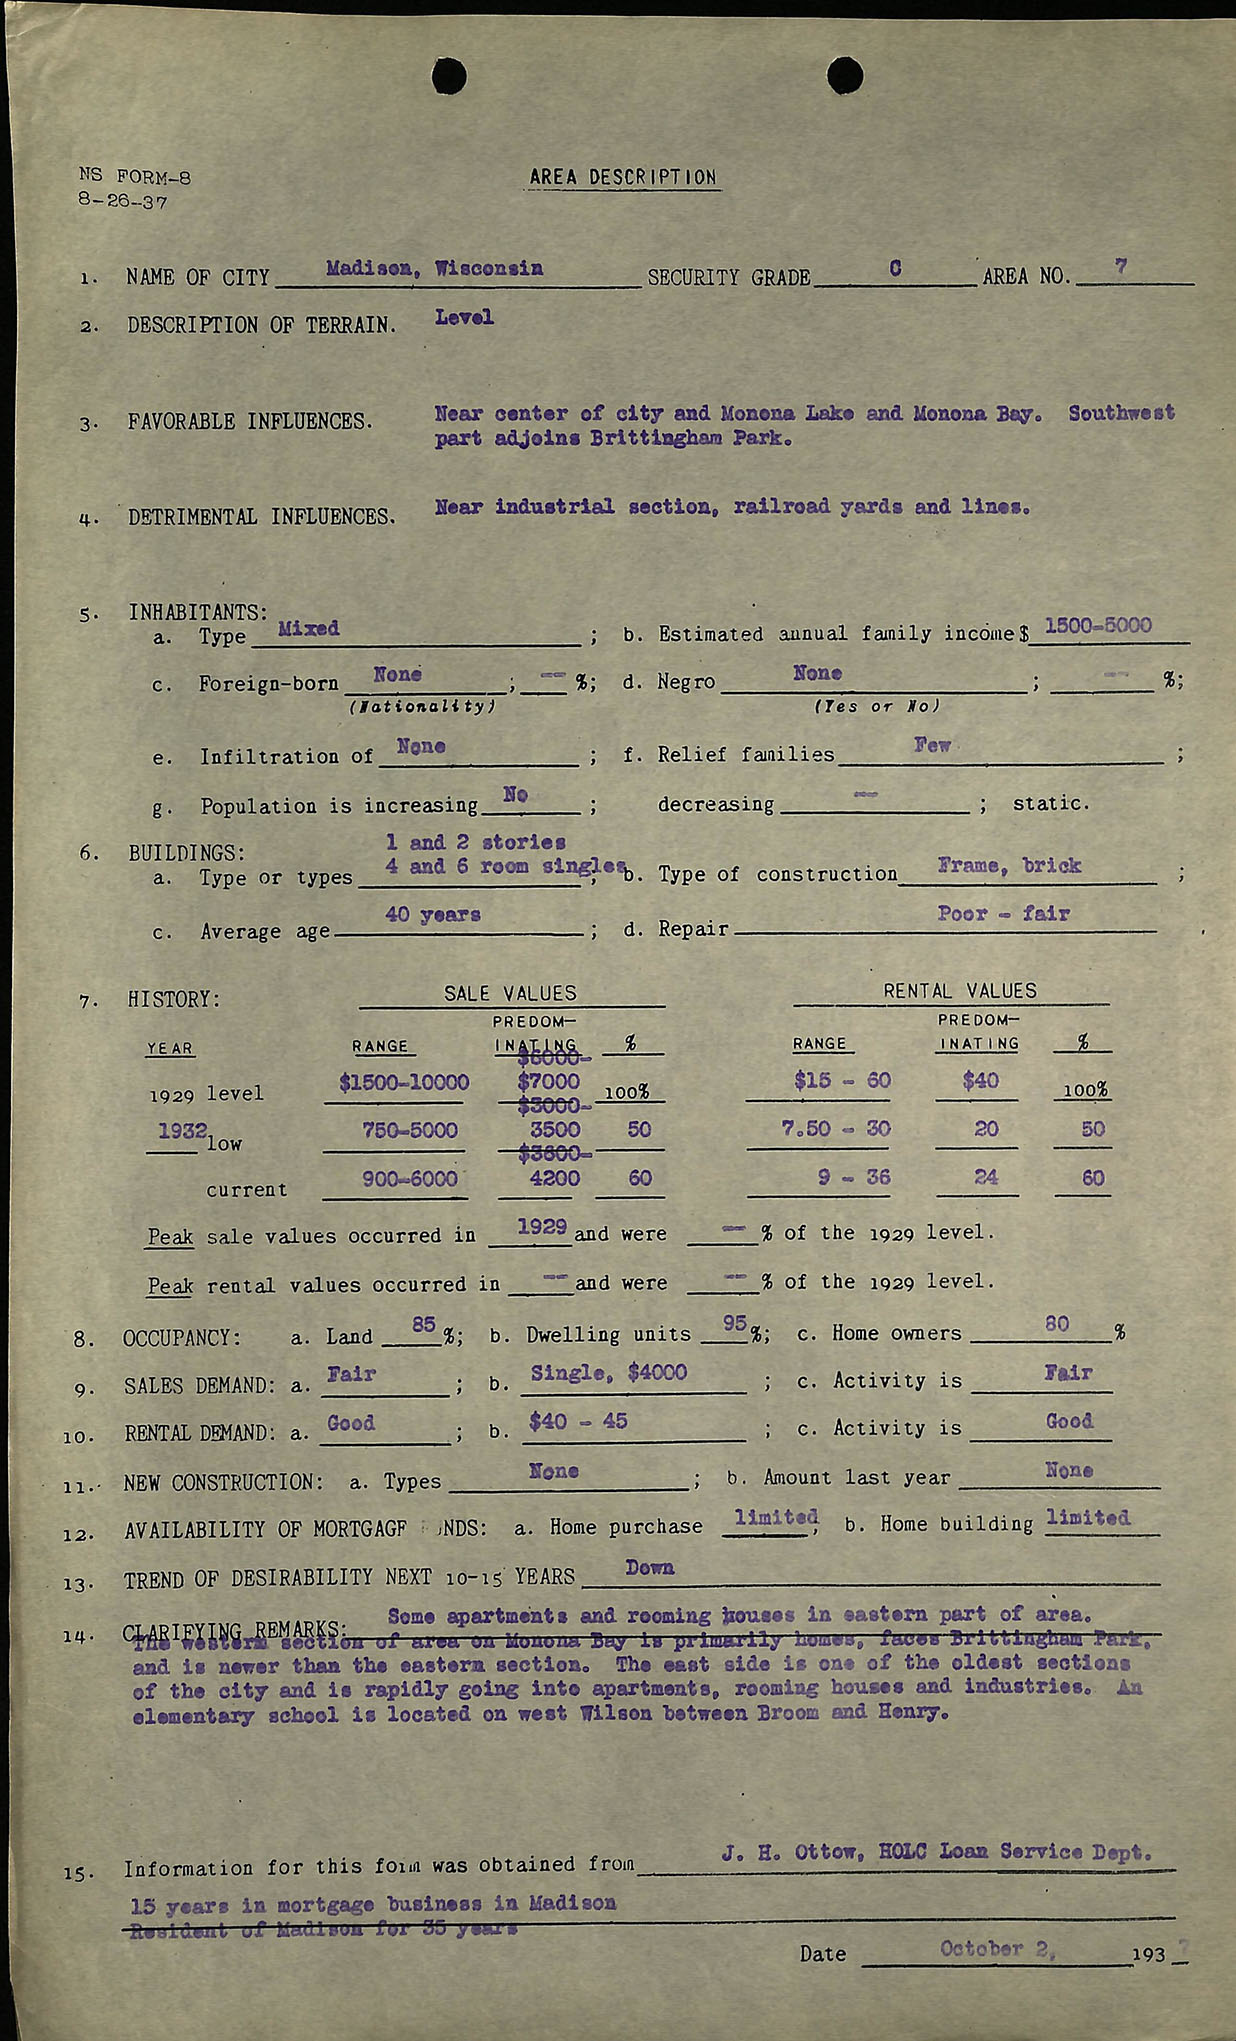 NS FORM-8
8-26-37
AREA DESCRIPTION
1. NAME OF CITY Madison, Wisconsin SECURITY GRADE C AREA NO. 7
2. DESCRIPTION OF TERRAIN. Level
3. FAVORABLE INFLUENCES. Near center of city and Monona Lake and Monona Bay. Southwest
part adjoins Brittingham Park.
4. DETRIMENTAL INFLUENCES. Near industrial section, railroad yards and lines.
5. INHABITANTS:
a. Type Mixed ; b. Estimated annual family income $ 1500-5000
c. Foreign-born None ; -- %; d. Negro None ; -- %;
(Nationality) (Yes or No)
e. Infiltration of None ; f. Relief families Few ;
g. Population is increasing No ; decreasing -- ; static.
6. BUILDINGS: 1 and 2 stories
a. Type or types 4 and 6 room singles ; b. Type of construction Frame, brick ;
c. Average age 40 years ; d. Repair Poor - fair
7. HISTORY: SALE VALUES RENTAL VALUES
PREDOM- PREDOM-
YEAR RANGE INATING % RANGE INATING %
$6000-
1929 level $1500-10000 $7000 100% $15 - 60 $40 100%
$3000-
1932 low 750-5000 3500 50 7.50 - 30 20 50
$3600-
current 900-6000 4200 60 9 - 36 24 60
Peak sale values occurred in 1929 and were -- % of the 1929 level.
Peak rental values occurred in -- and were -- % of the 1929 level.
8. OCCUPANCY: a. Land 85 %; b. Dwelling units 95 %; c. Home owners 80 %
9. SALES DEMAND: a. Fair ; b. Single, $4000 ; c. Activity is Fair
10. RENTAL DEMAND: a. Good ; b. $40 - 45 ; c. Activity is Good
11. NEW CONSTRUCTION: a. Types None ; b. Amount last year None
12. AVAILABILITY OF MORTGAGE NDS: a. Home purchase limited; b. Home building limited
13. TREND OF DESIRABILITY NEXT 10-15 YEARS Down
14. CLARIFYING REMARKS: Some apartments and rooming houses in eastern part of area.
The western section of area on Monona Bay is primarily homes, faces Brittingham Park,
and is newer than the eastern section. The east side is one of the oldest sections
of the city and is rapidly going into apartments, rooming houses and industries. An
elementary school is located on west Wilson between Broom and Henry.
15. Information for this form was obtained from J. H. Ottow, HOLC Loan Service Dept.
15 years in mortgage business in Madison
Resident of Madison for 35 years
Date October 2, 1937